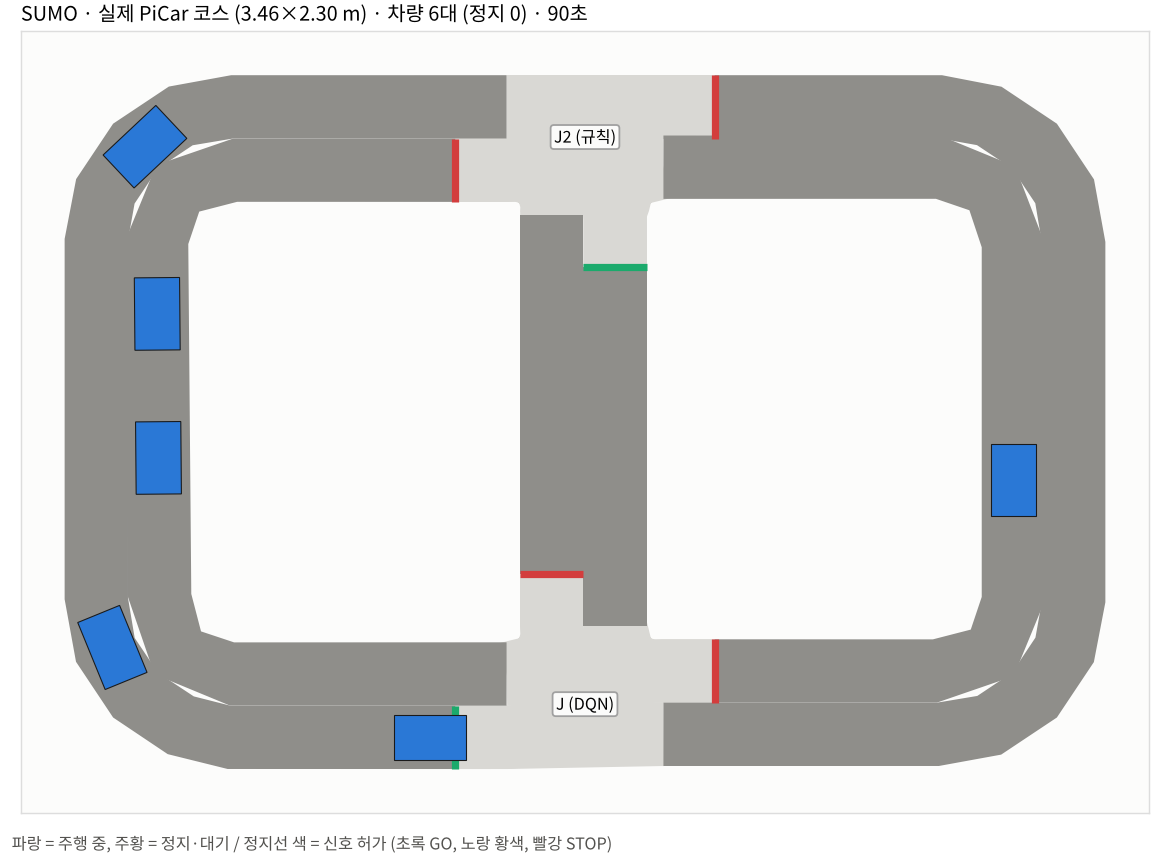 SUMO · 실제 PiCar 코스 (3.46×2.30 m) · 차량 6대 (정지 0) · 90초
J2 (규칙)
J (DQN)
파랑 = 주행 중, 주황 = 정지·대기 / 정지선 색 = 신호 허가 (초록 GO, 노랑 황색, 빨강 STOP)